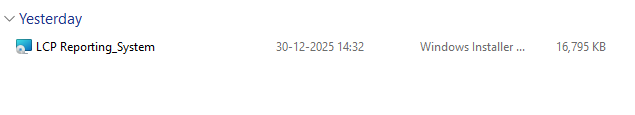 Yesterday
LCP Reporting_System 30-12-2025 14:32 Windows Installer ... 16,795 KB